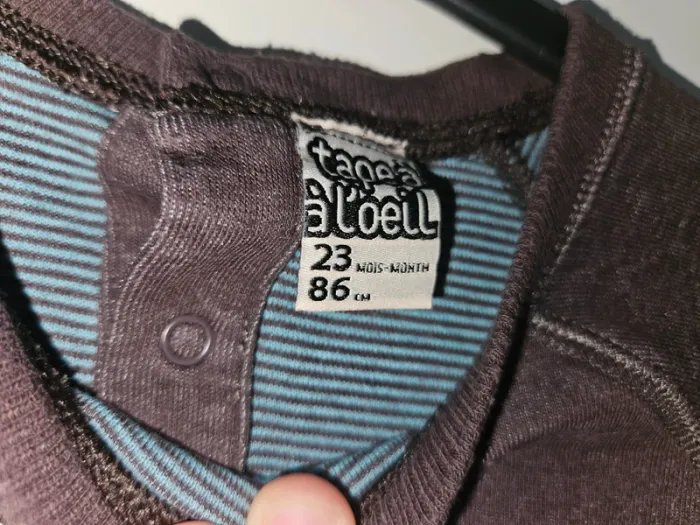 tape à
à l'oeil
23 MOIS-MONTH
86 CM